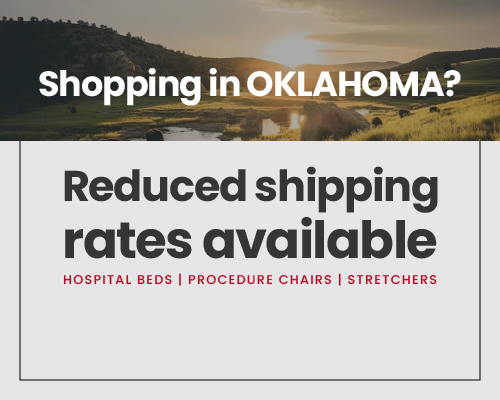 Shopping in OKLAHOMA?
Reduced shipping
rates available
HOSPITAL BEDS | PROCEDURE CHAIRS | STRETCHERS